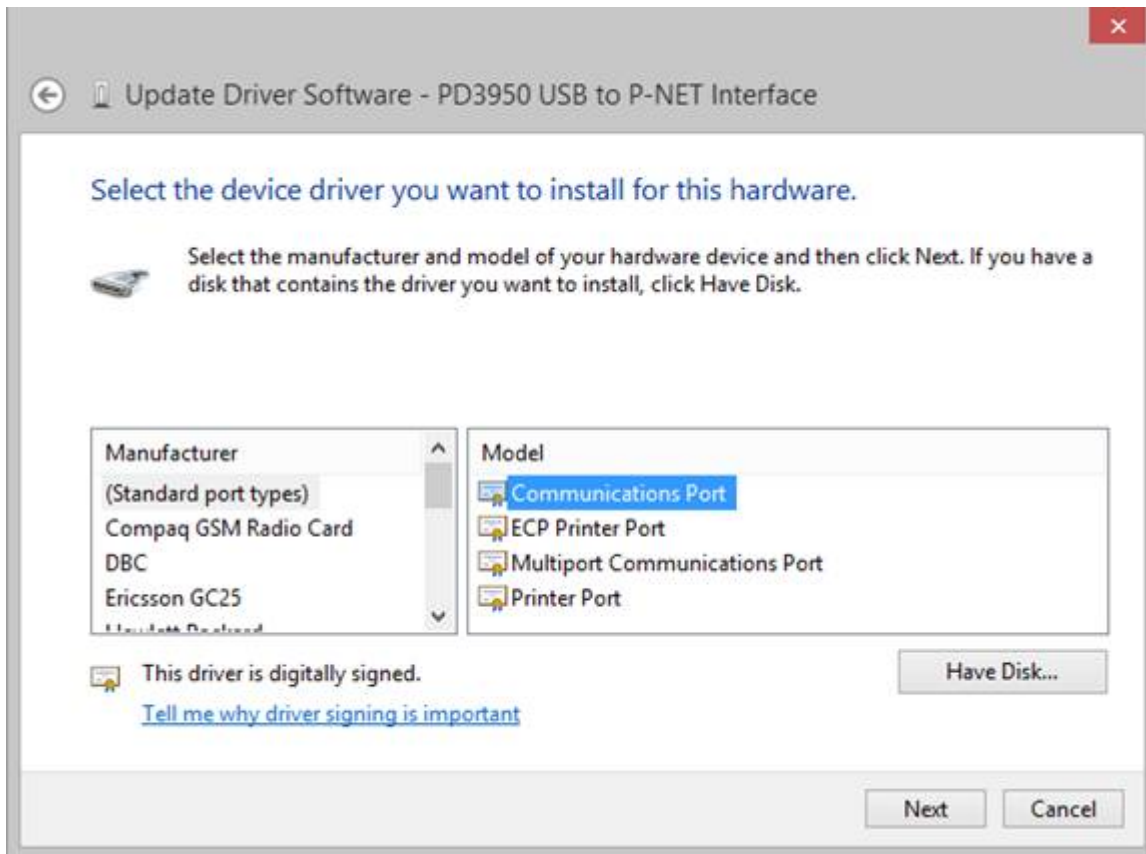 Update Driver Software - PD3950 USB to P-NET Interface
Select the device driver you want to install for this hardware.
Select the manufacturer and model of your hardware device and then click Next. If you have a
disk that contains the driver you want to install, click Have Disk.
Manufacturer
(Standard port types)
Compaq GSM Radio Card
DBC
Ericsson GC25
Model
Communications Port
ECP Printer Port
Multiport Communications Port
Printer Port
This driver is digitally signed.
Have Disk...
Tell me why driver signing is important
Next
Cancel